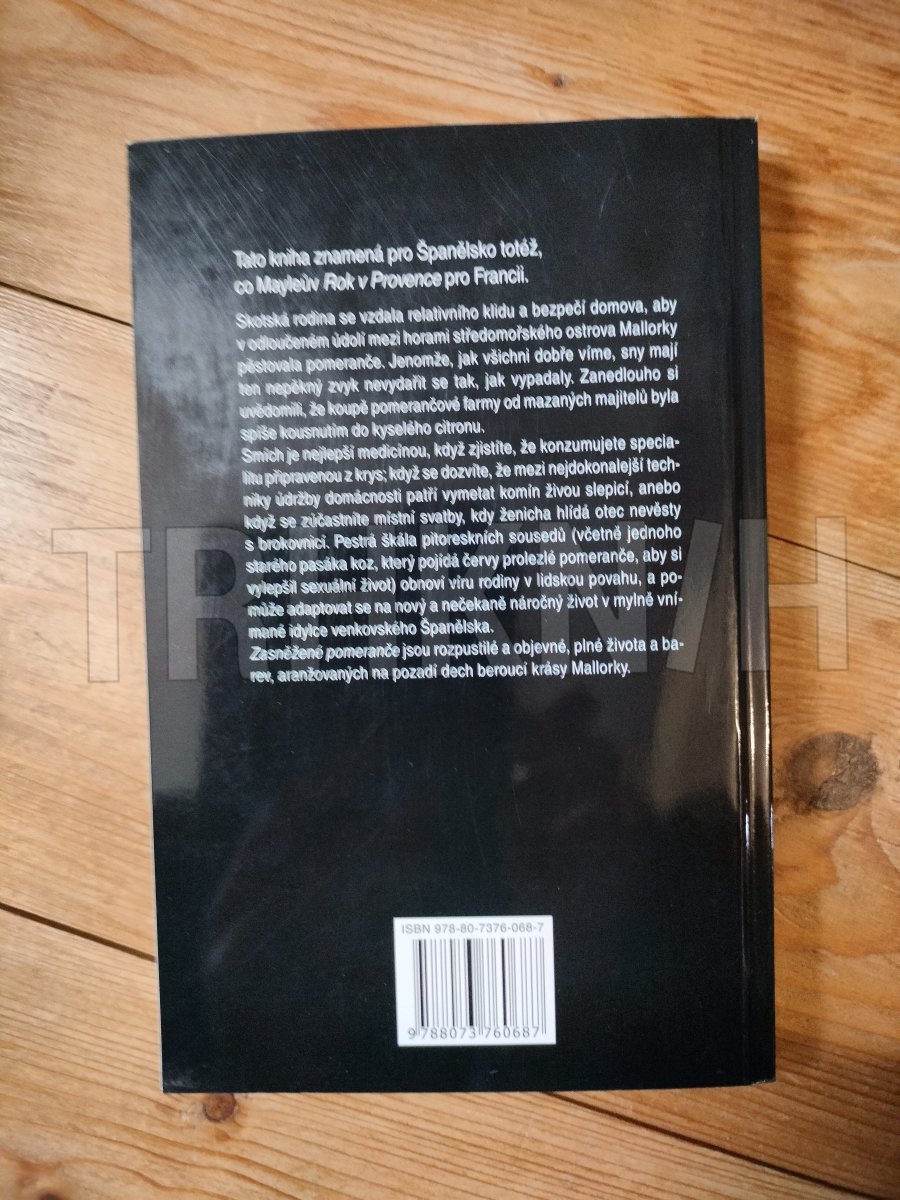 Tato kniha znamená pro Španělsko totéž,
co Mayleův Rok v Provence pro Francii.
Skotská rodina se vzdala relativního klidu a bezpečí domova, aby
v odloučeném údolí mezi horami středomořského ostrova Mallorky
pěstovala pomeranče. Jenomže, jak všichni dobře víme, sny mají
ten nepěkný zvyk nevydařit se tak, jak vypadaly. Zanedlouho si
uvědomili, že koupě pomerančové farmy od mazaných majitelů byla
spíše kousnutím do kyselého citronu.
Smích je nejlepší medicinou, když zjistíte, že konzumujete specia-
litu připravenou z krys; když se dozvíte, že mezi nejdokonalejší tech-
niky údržby domácnosti patří vymetat komín živou slepicí, anebo
když se zúčastníte místní svatby, kdy ženicha hlídá otec nevěsty
s brokovnicí. Pestrá škála pitoreskních sousedů (včetně jednoho
starého pasáka koz, který pojídá červy prolezlé pomeranče, aby si
vylepšil sexuální život) obnoví víru rodiny v lidskou povahu, a po-
může adaptovat se na nový a nečekaně náročný život v mylně vní-
mané idylce venkovského Španělska.
Zasněžené pomeranče jsou rozpustilé a objevné, plné života a ba-
rev, aranžovaných na pozadí dech beroucí krásy Mallorky.
ISBN 978-80-7376-068-7
9 788073 760687